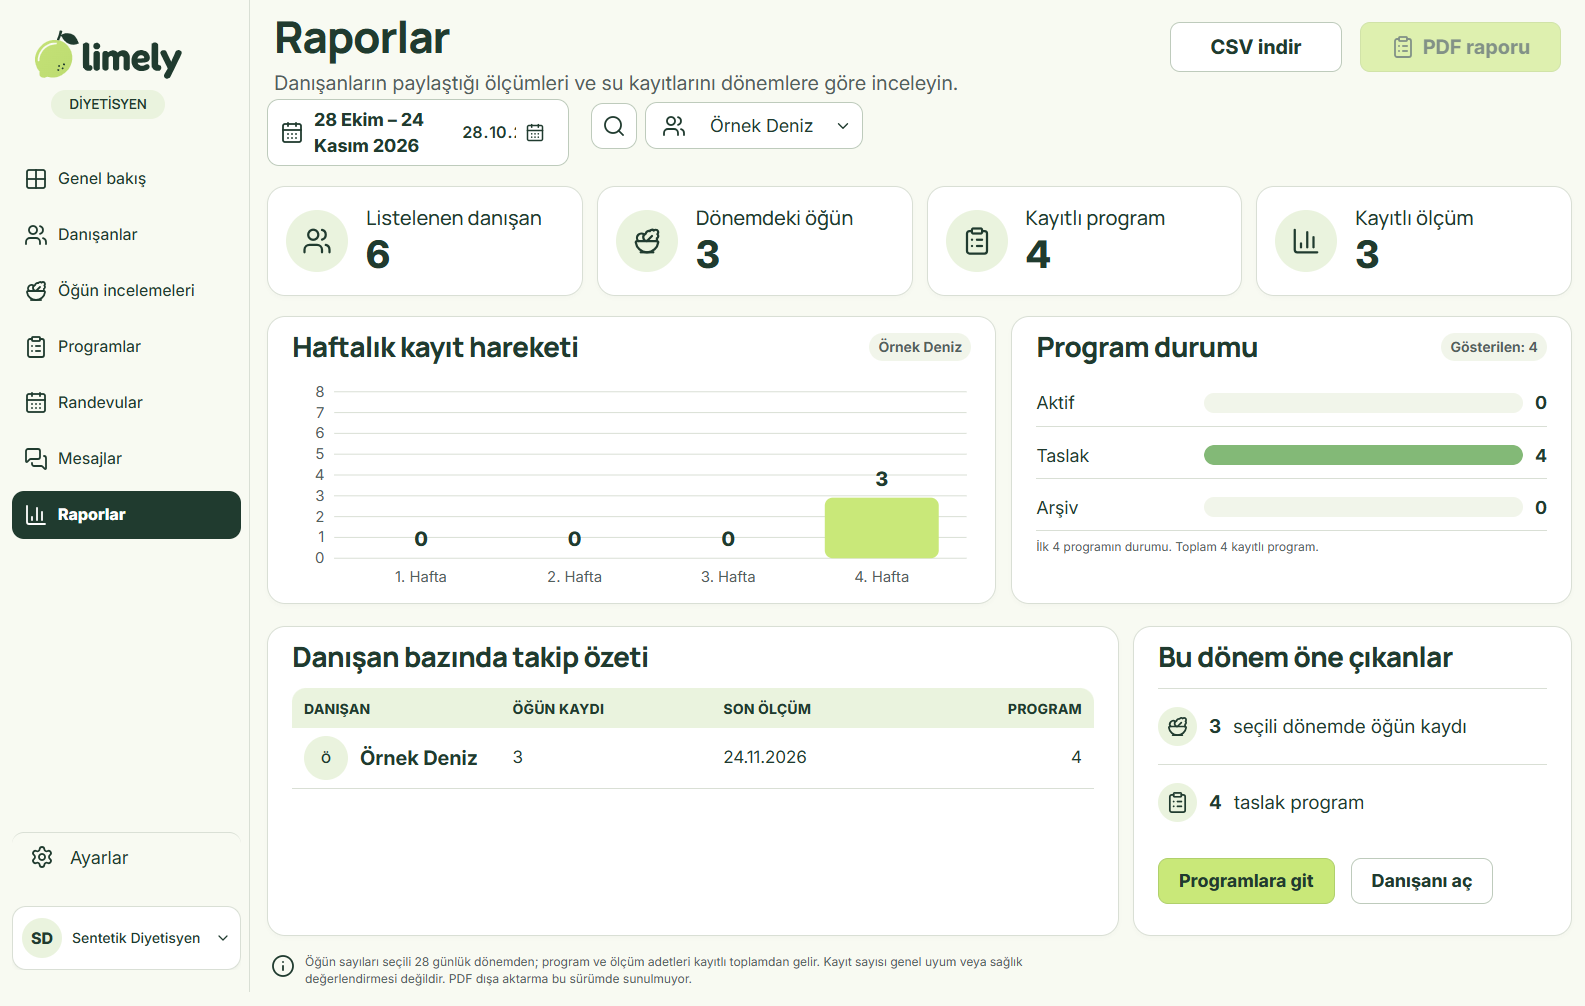 limely
DİYETİSYEN
Genel bakış
Danışanlar
Öğün incelemeleri
Programlar
Randevular
Mesajlar
Raporlar
Ayarlar
SD Sentetik Diyetisyen
Raporlar
Danışanların paylaştığı ölçümleri ve su kayıtlarını dönemlere göre inceleyin.
CSV indir
PDF raporu
28 Ekim – 24
Kasım 2026
28.10.
Örnek Deniz
Listelenen danışan
6
Dönemdeki öğün
3
Kayıtlı program
4
Kayıtlı ölçüm
3
Haftalık kayıt hareketi
Örnek Deniz
8
7
6
5
4
3
2
1
0
0
0
0
3
1. Hafta
2. Hafta
3. Hafta
4. Hafta
Program durumu
Gösterilen: 4
Aktif 0
Taslak 4
Arşiv 0
İlk 4 programın durumu. Toplam 4 kayıtlı program.
Danışan bazında takip özeti
DANIŞAN ÖĞÜN KAYDI SON ÖLÇÜM PROGRAM
Ö Örnek Deniz 3 24.11.2026 4
Bu dönem öne çıkanlar
3 seçili dönemde öğün kaydı
4 taslak program
Programlara git
Danışanı aç
Öğün sayıları seçili 28 günlük dönemden; program ve ölçüm adetleri kayıtlı toplamdan gelir. Kayıt sayısı genel uyum veya sağlık
değerlendirmesi değildir. PDF dışa aktarma bu sürümde sunulmuyor.